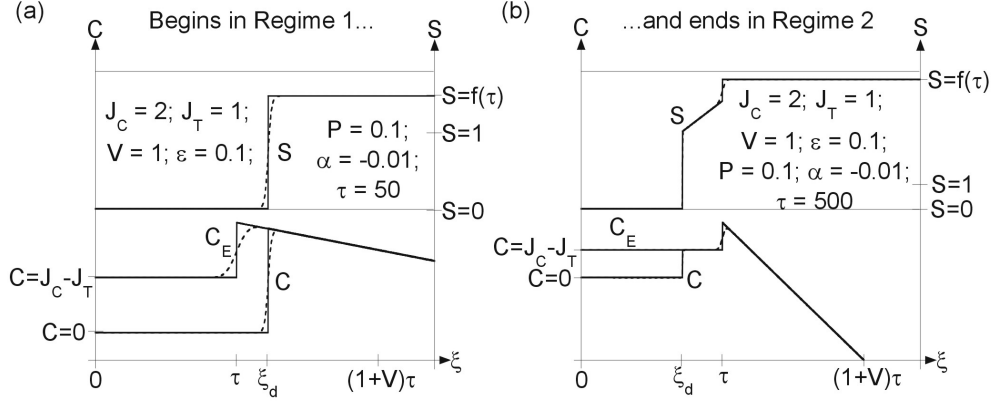 (a) Begins in Regime 1...
C S
J_C = 2; J_T = 1;
V = 1; ε = 0.1;
S
P = 0.1;
α = -0.01;
τ = 50
S=f(τ)
S=1
S=0
C_E
C
C=J_C-J_T
C=0
0 τ ξ_d (1+V)τ ξ
(b) ...and ends in Regime 2
C S
S
J_C = 2; J_T = 1;
V = 1; ε = 0.1;
P = 0.1; α = -0.01;
τ = 500
S=f(τ)
S=1
S=0
C_E
C=J_C-J_T
C=0
C
0 ξ_d τ (1+V)τ ξ